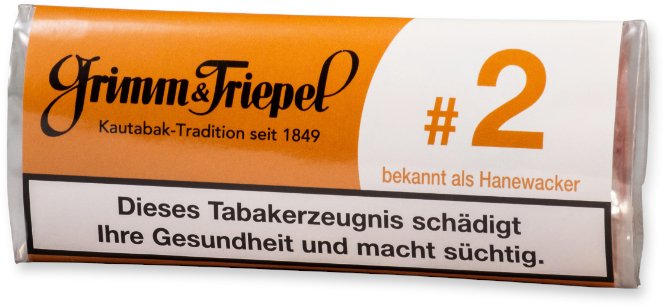 Grimm & Triepel
Kautabak-Tradition seit 1849
#2
bekannt als Hanewacker
Dieses Tabakerzeugnis schädigt
Ihre Gesundheit und macht süchtig.